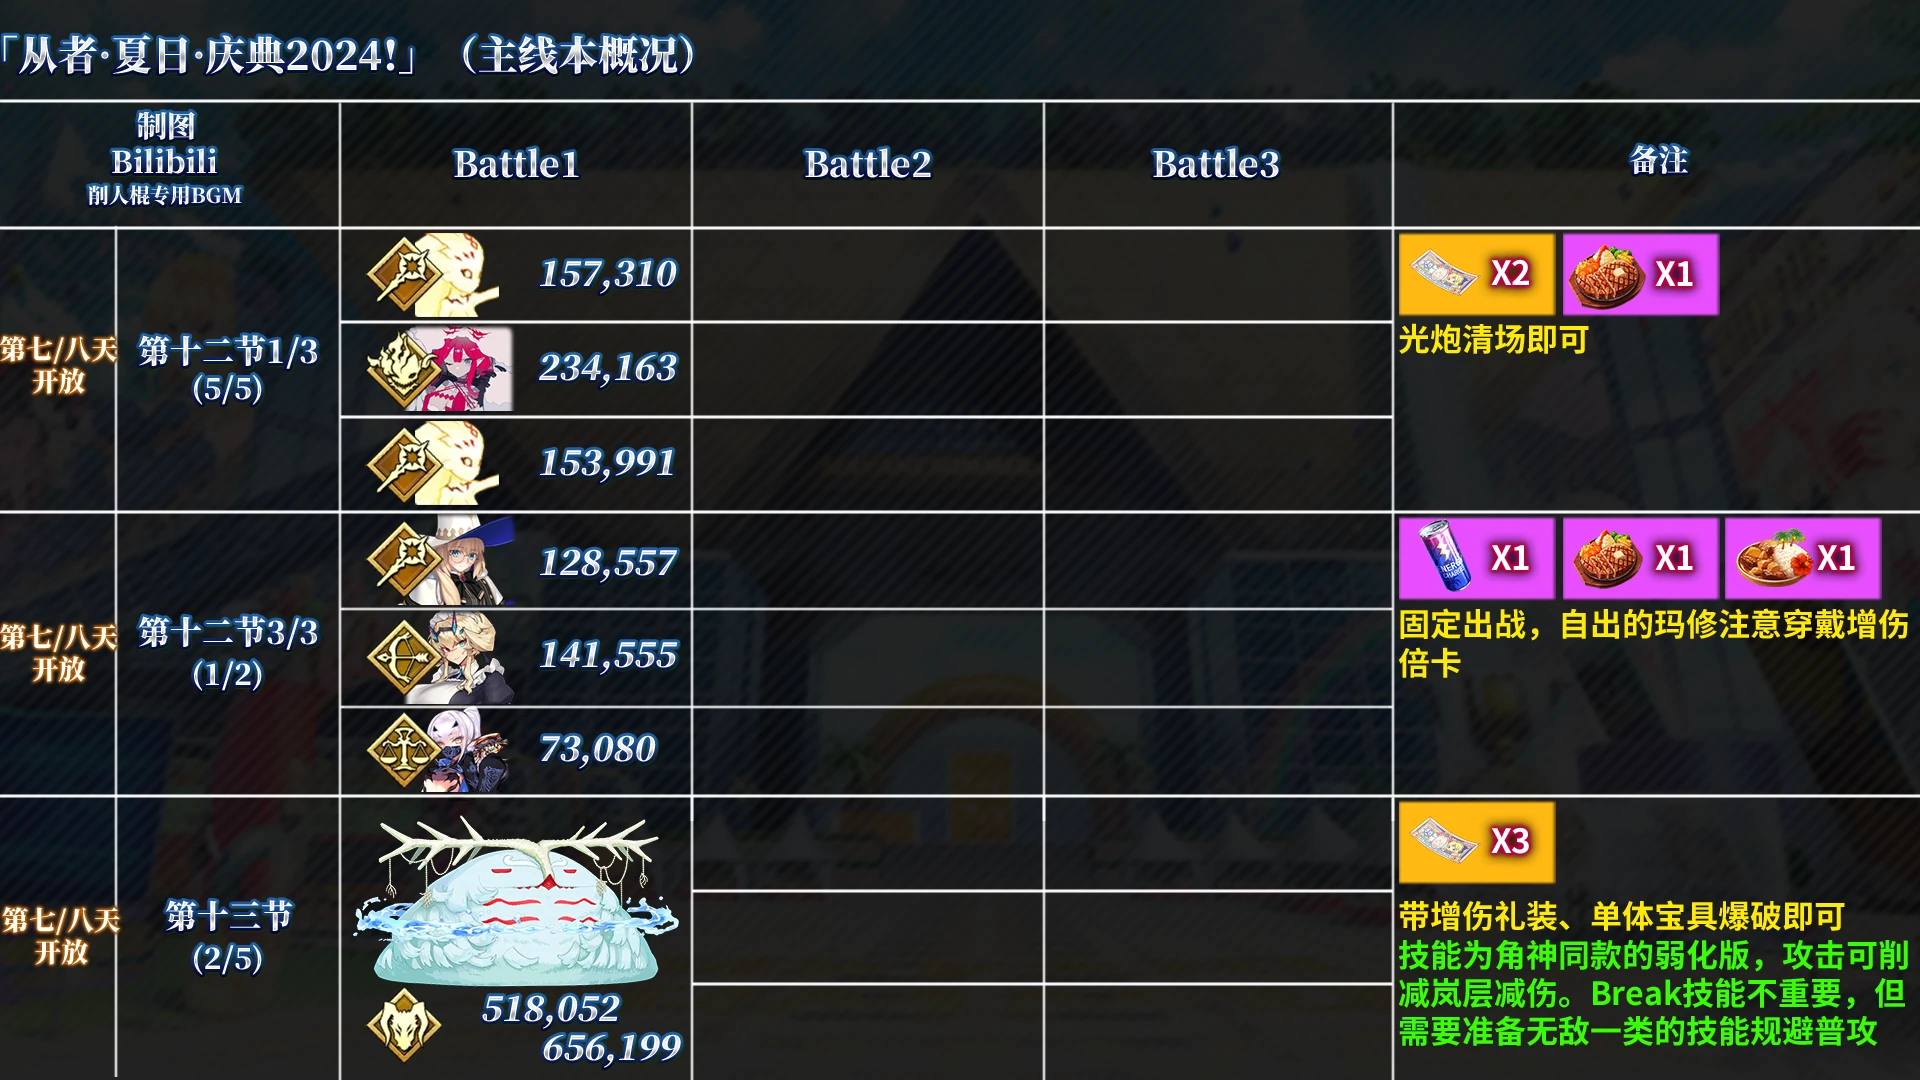 「从者·夏日·庆典2024!」（主线本概况）
制图
Bilibili
削人棍专用BGM
Battle1
Battle2
Battle3
备注
第七/八天
开放
第十二节1/3
(5/5)
157,310
234,163
153,991
X2
X1
光炮清场即可
第七/八天
开放
第十二节3/3
(1/2)
128,557
141,555
73,080
X1
X1
X1
固定出战，自出的玛修注意穿戴增伤
倍卡
第七/八天
开放
第十三节
(2/5)
518,052
656,199
X3
带增伤礼装、单体宝具爆破即可
技能为角神同款的弱化版，攻击可削
减岚层减伤。Break技能不重要，但
需要准备无敌一类的技能规避普攻